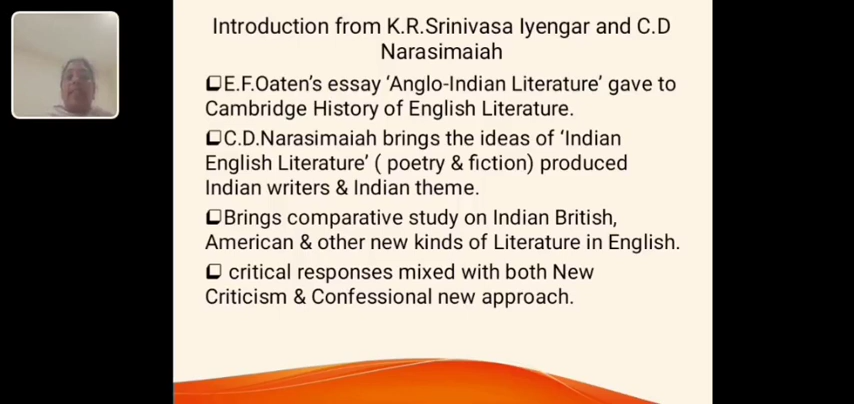 Introduction from K.R.Srinivasa Iyengar and C.D
Narasimaiah
❑E.F.Oaten's essay 'Anglo-Indian Literature' gave to
Cambridge History of English Literature.
❑C.D.Narasimaiah brings the ideas of 'Indian
English Literature' ( poetry & fiction) produced
Indian writers & Indian theme.
❑Brings comparative study on Indian British,
American & other new kinds of Literature in English.
❑ critical responses mixed with both New
Criticism & Confessional new approach.